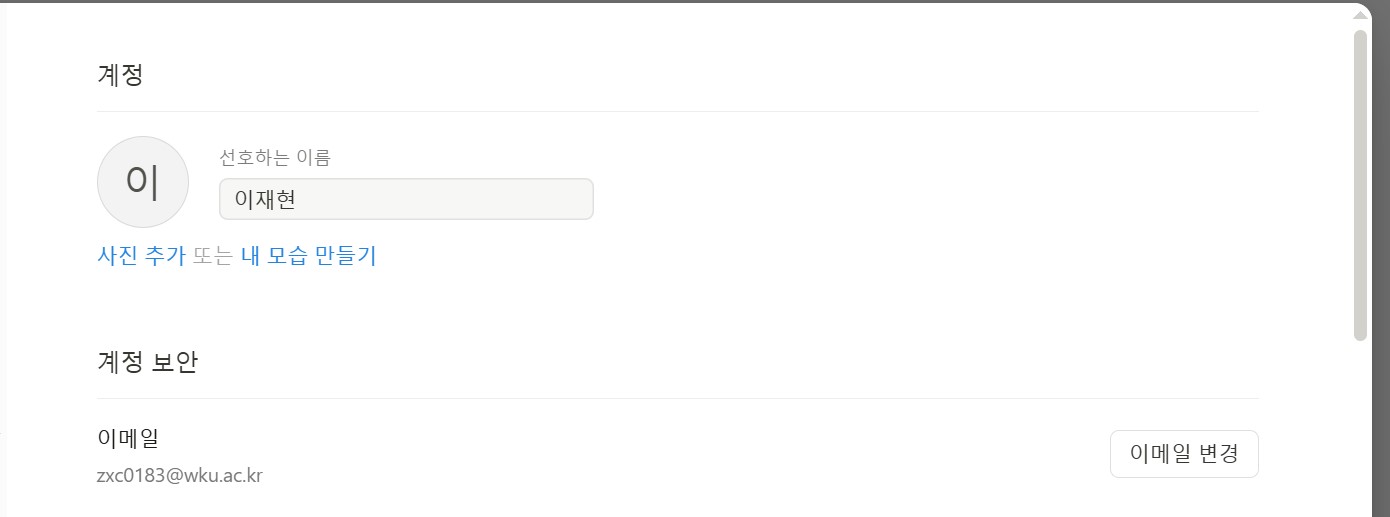 계정
이
선호하는 이름
이재현
사진 추가 또는 내 모습 만들기
계정 보안
이메일
이메일 변경
zxc0183@wku.ac.kr